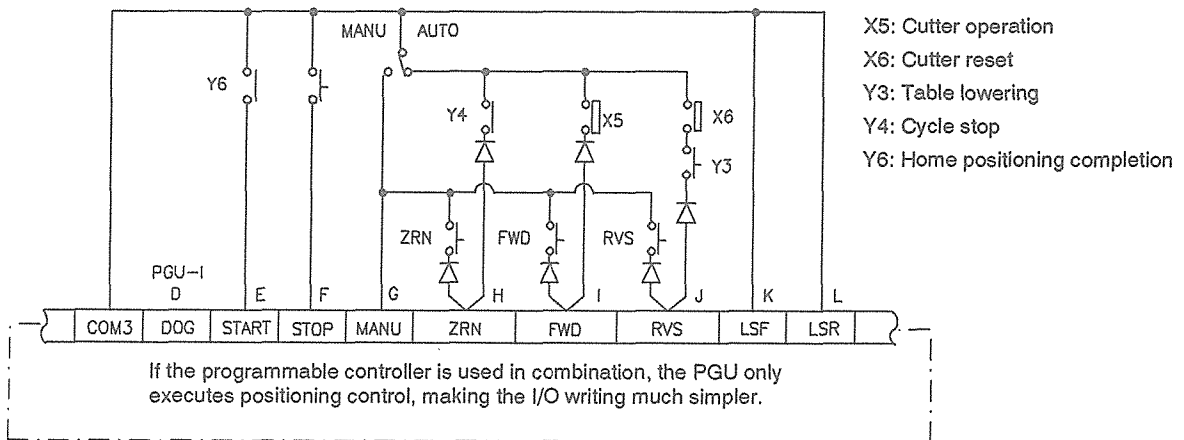 MANU AUTO
X5: Cutter operation
X6: Cutter reset
Y3: Table lowering
Y4: Cycle stop
Y6: Home positioning completion
Y6
Y4
X5
X6
Y3
ZRN
FWD
RVS
PGU-I
D E F G H I J K L
COM3 DOG START STOP MANU ZRN FWD RVS LSF LSR
If the programmable controller is used in combination, the PGU only
executes positioning control, making the I/O writing much simpler.